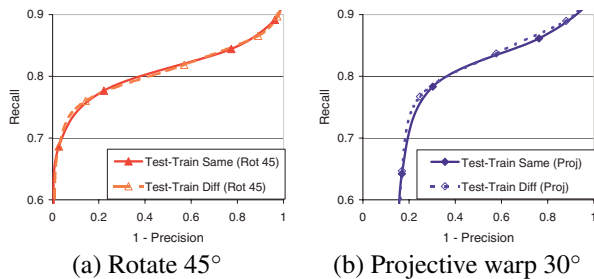 0.9
0.8
0.7
0.6
Recall
0 0.2 0.4 0.6 0.8 1
1 - Precision
Test-Train Same (Rot 45)
Test-Train Diff (Rot 45)
(a) Rotate 45°
0.9
0.8
0.7
0.6
Recall
0 0.2 0.4 0.6 0.8 1
1 - Precision
Test-Train Same (Proj)
Test-Train Diff (Proj)
(b) Projective warp 30°